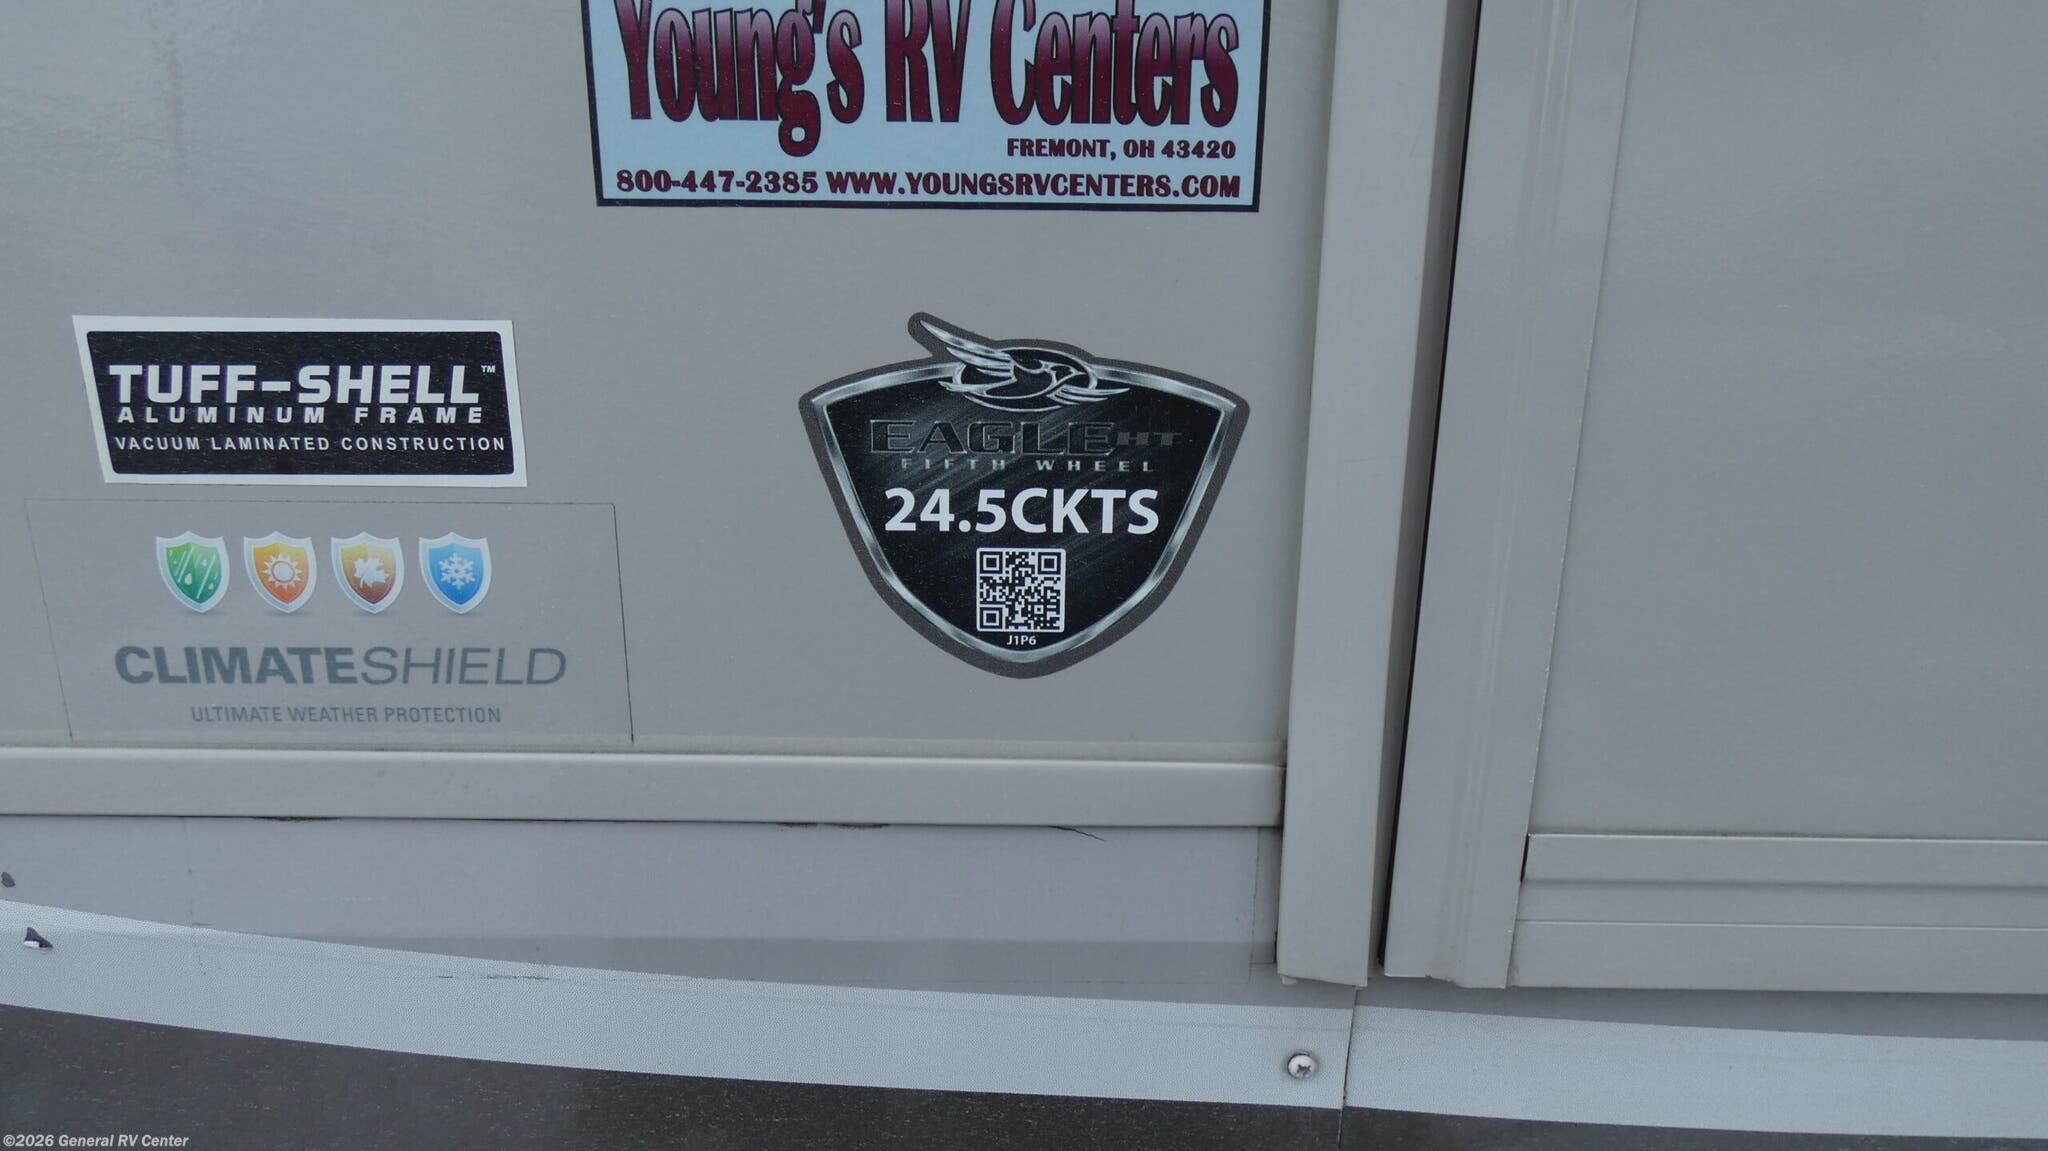 Young's RV Centers
FREMONT, OH 43420
800-447-2385 WWW.YOUNGSRVCENTERS.COM
TUFF-SHELL™
ALUMINUM FRAME
VACUUM LAMINATED CONSTRUCTION
EAGLE HT
FIFTH WHEEL
24.5CKTS
J1P6
CLIMATESHIELD
ULTIMATE WEATHER PROTECTION
©2026 General RV Center